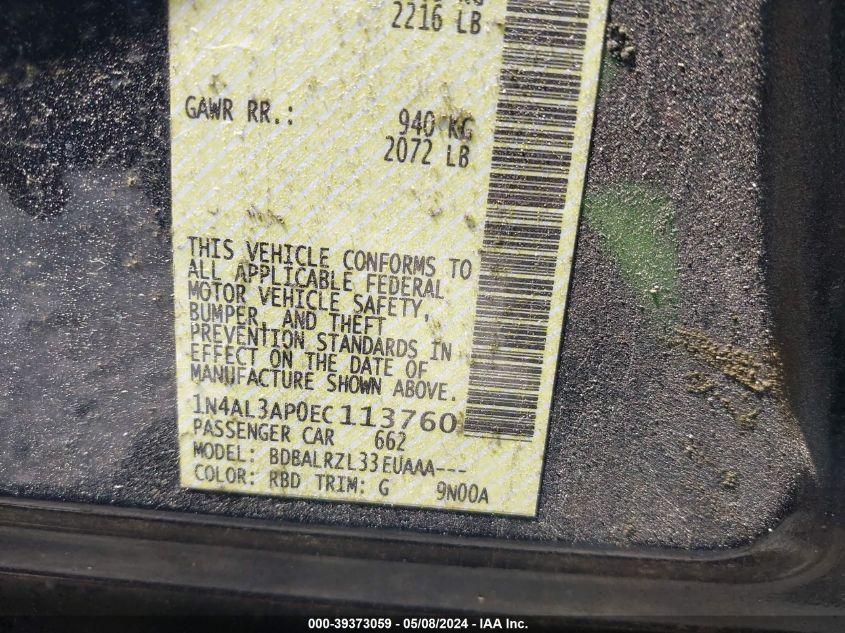 2216 LB
GAWR RR.: 940 KG
2072 LB
THIS VEHICLE CONFORMS TO
ALL APPLICABLE FEDERAL
MOTOR VEHICLE SAFETY,
BUMPER, AND THEFT
PREVENTION STANDARDS IN
EFFECT ON THE DATE OF
MANUFACTURE SHOWN ABOVE.
1N4AL3AP0EC113760
PASSENGER CAR 662
MODEL: BDBALRZL33EUAAA---
COLOR: RBD TRIM: G 9N00A
000-39373059 - 05/08/2024 - IAA Inc.